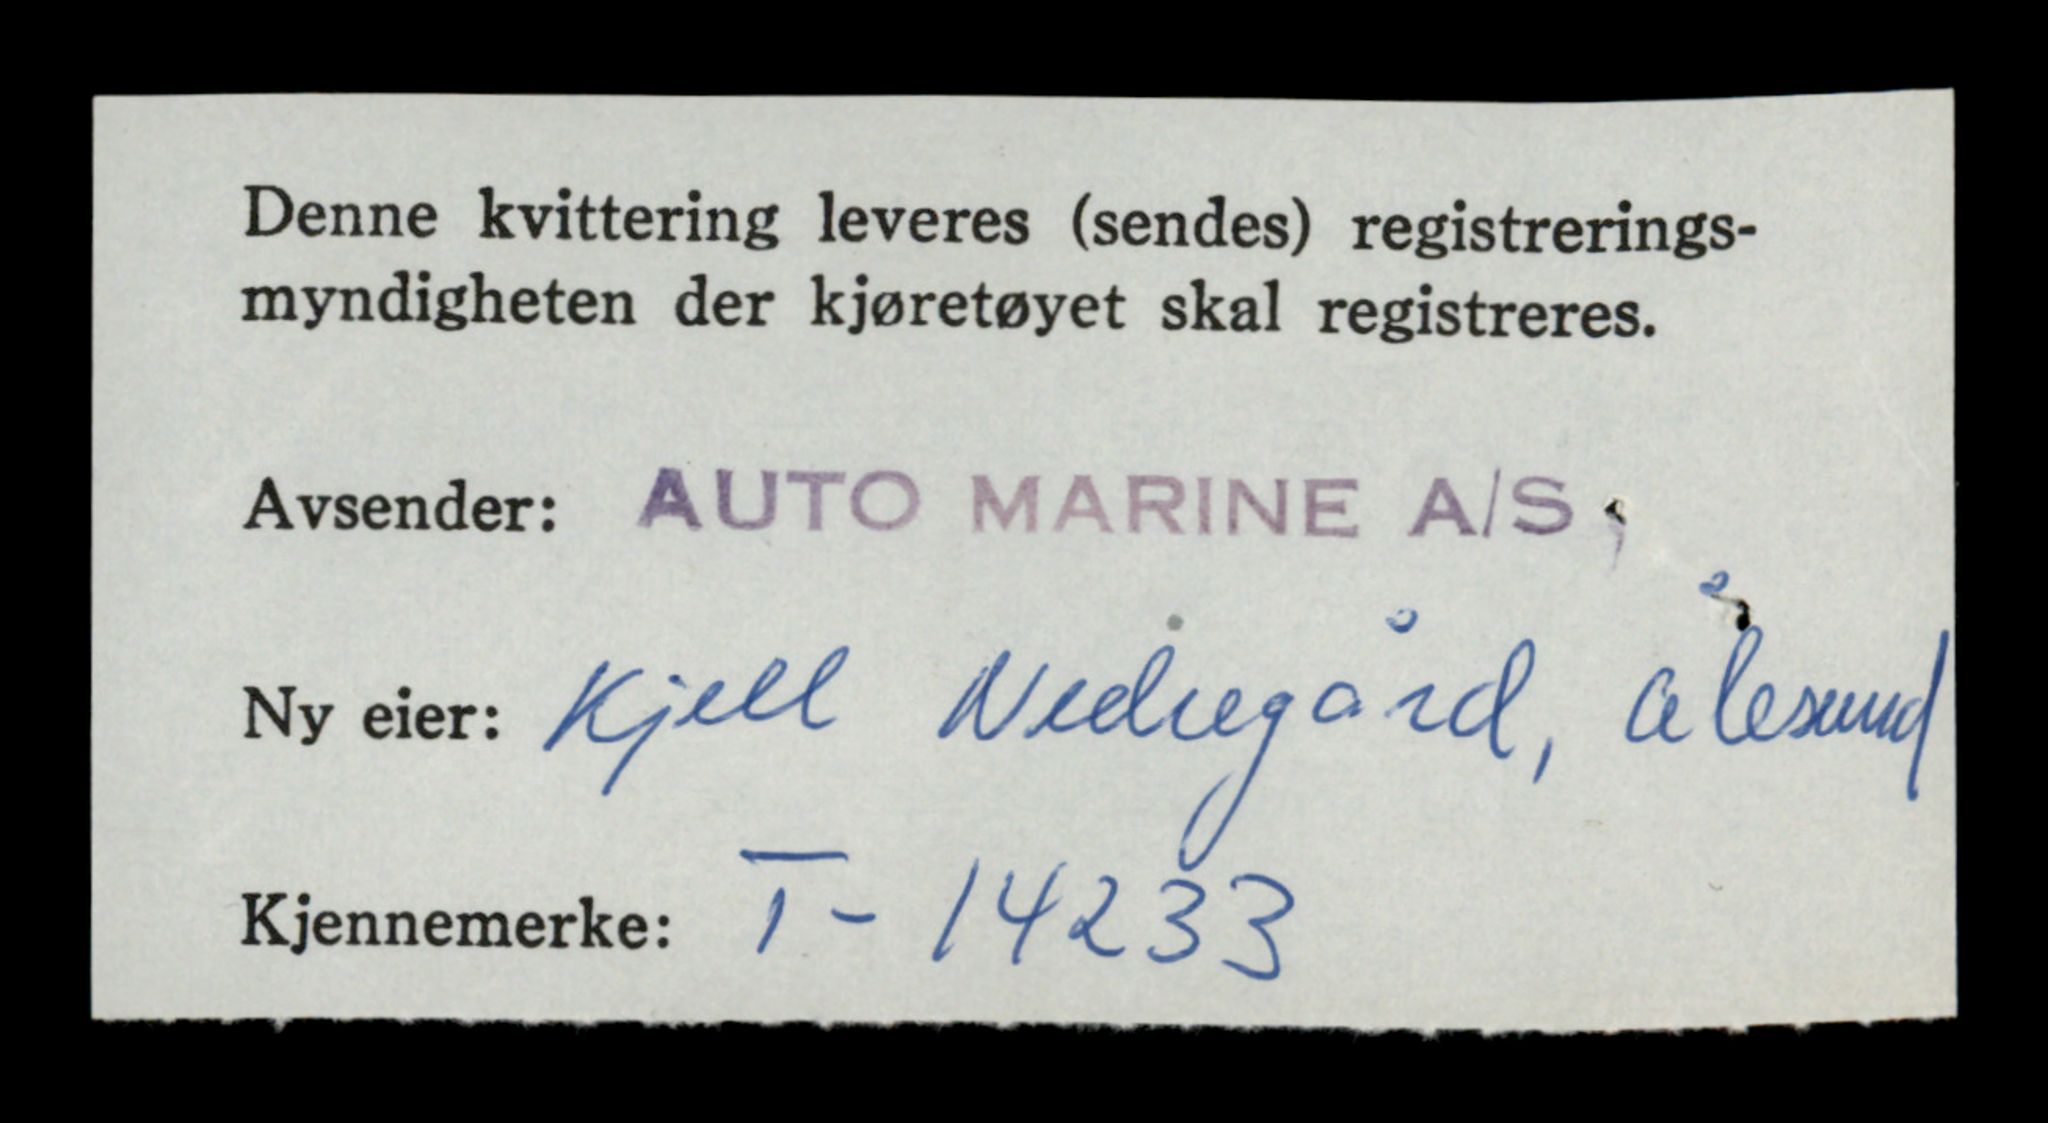 Denne kvittering leveres (sendes) registrerings-
myndigheten der kjøretøyet skal registreres.
Avsender: AUTO MARINE A/S,
Ny eier: Kjell Nedregård, Ålesund
Kjennemerke: T- 14233